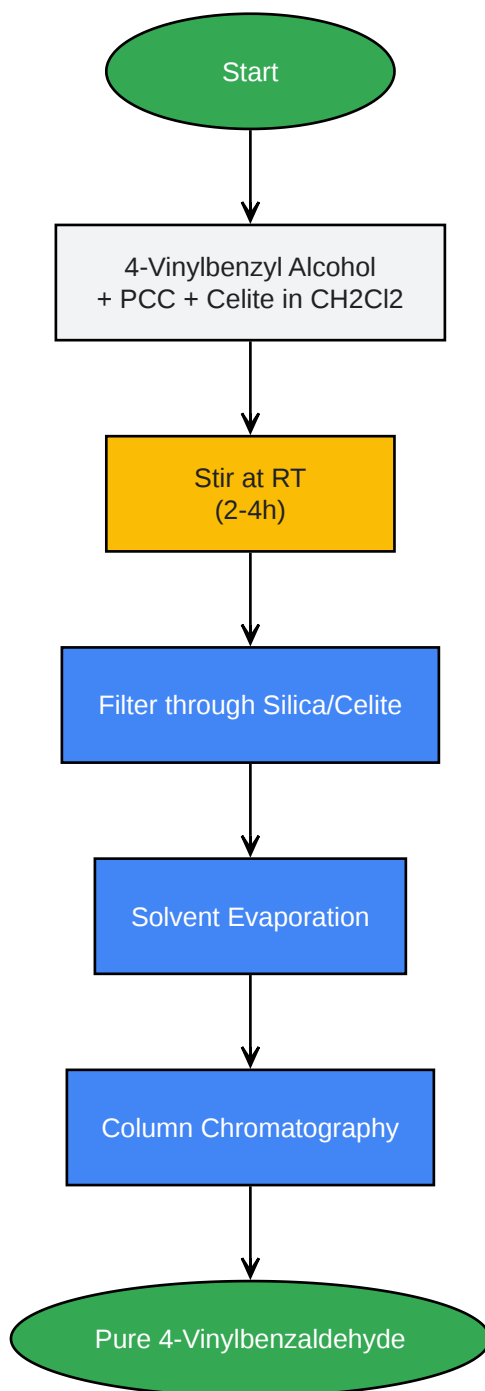 Start
4-Vinylbenzyl Alcohol
+ PCC + Celite in CH2Cl2
Stir at RT
(2-4h)
Filter through Silica/Celite
Solvent Evaporation
Column Chromatography
Pure 4-Vinylbenzaldehyde